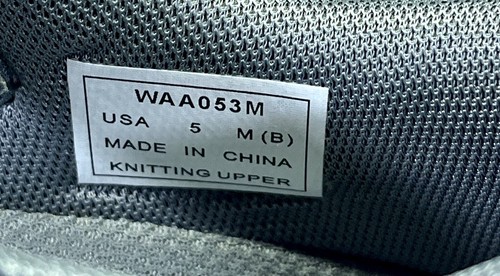 WAA053M
USA 5 M (B)
MADE IN CHINA
KNITTING UPPER